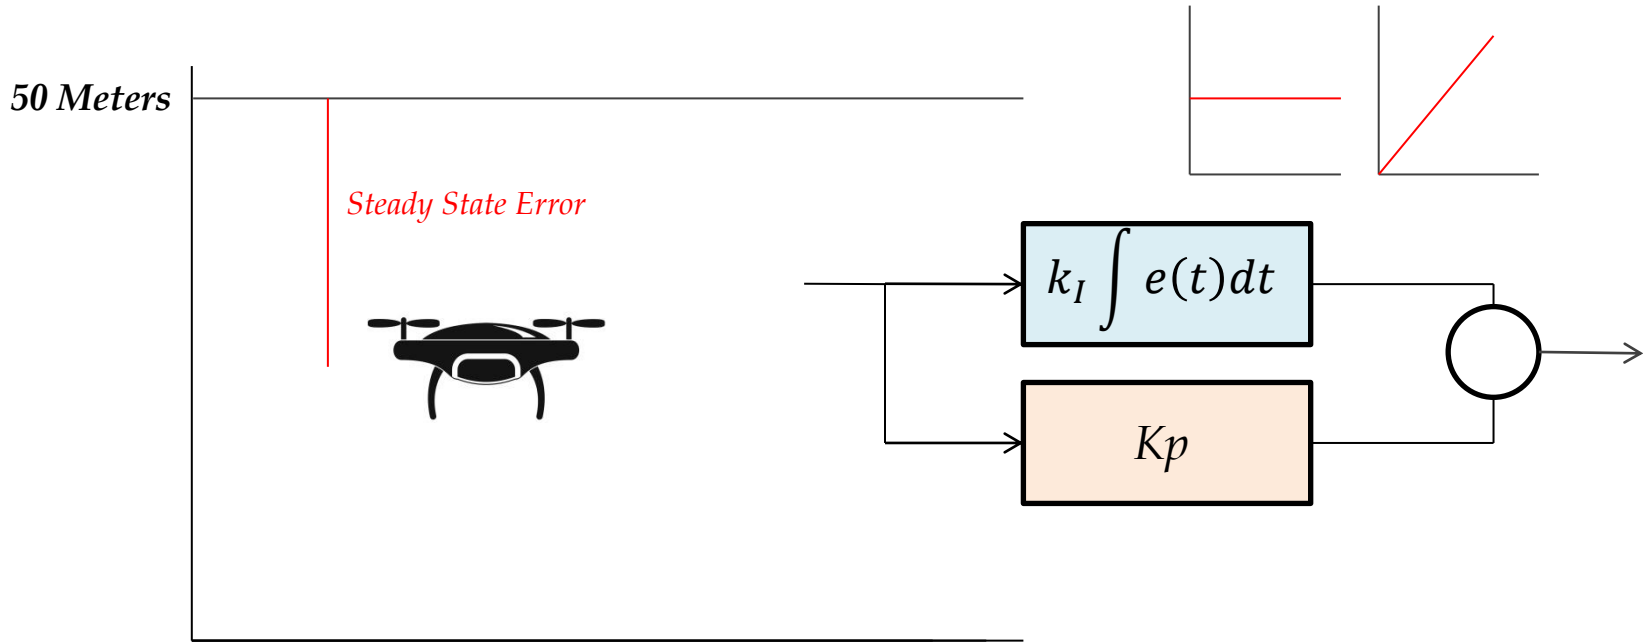 50 Meters
Steady State Error
k_I ∫ e(t)dt
Kp